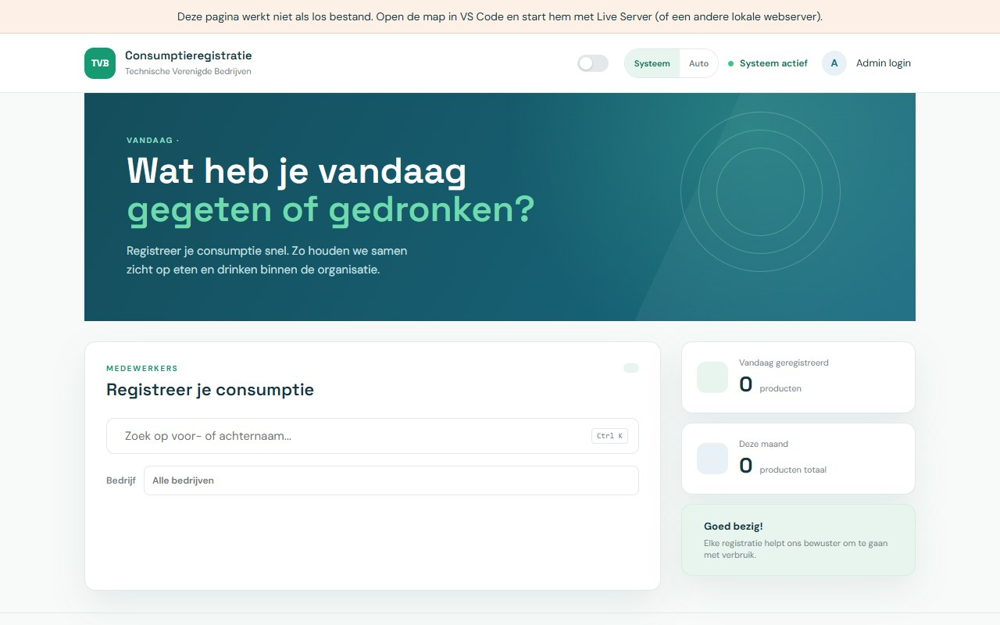 Deze pagina werkt niet als los bestand. Open de map in VS Code en start hem met Live Server (of een andere lokale webserver).
TVB
Consumptieregistratie
Technische Verenigde Bedrijven
Systeem
Auto
Systeem actief
A
Admin login
VANDAAG ·
Wat heb je vandaag
gegeten of gedronken?
Registreer je consumptie snel. Zo houden we samen
zicht op eten en drinken binnen de organisatie.
MEDEWERKERS
Registreer je consumptie
Zoek op voor- of achternaam...
Ctrl K
Bedrijf
Alle bedrijven
Vandaag geregistreerd
0 producten
Deze maand
0 producten totaal
Goed bezig!
Elke registratie helpt ons bewuster om te gaan
met verbruik.